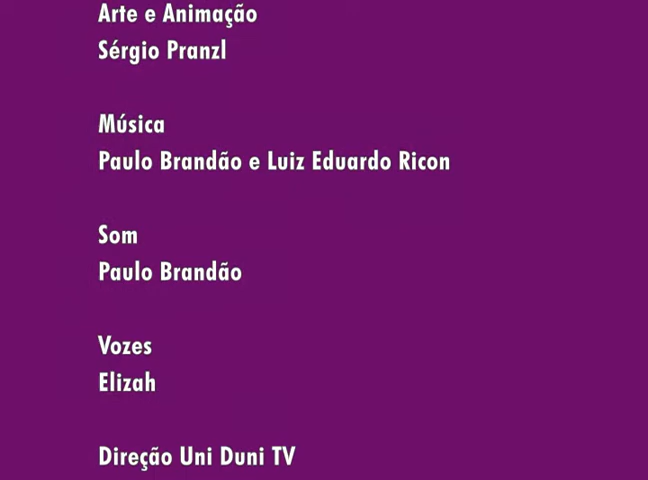 Arte e Animação
Sérgio Pranzl
Música
Paulo Brandão e Luiz Eduardo Ricon
Som
Paulo Brandão
Vozes
Elizah
Direção Uni Duni TV